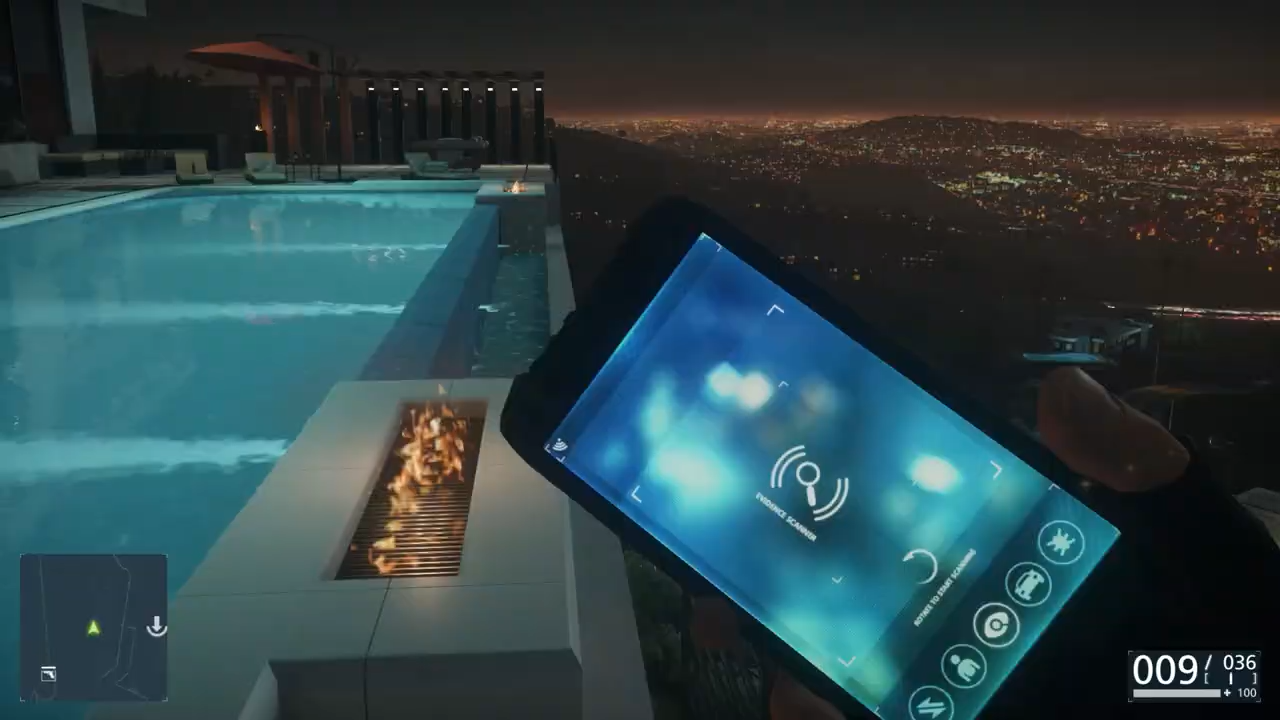 EVIDENCE SCANNER
ROTATE TO START SCANNING
009 / 036
[ I ]
+ 100